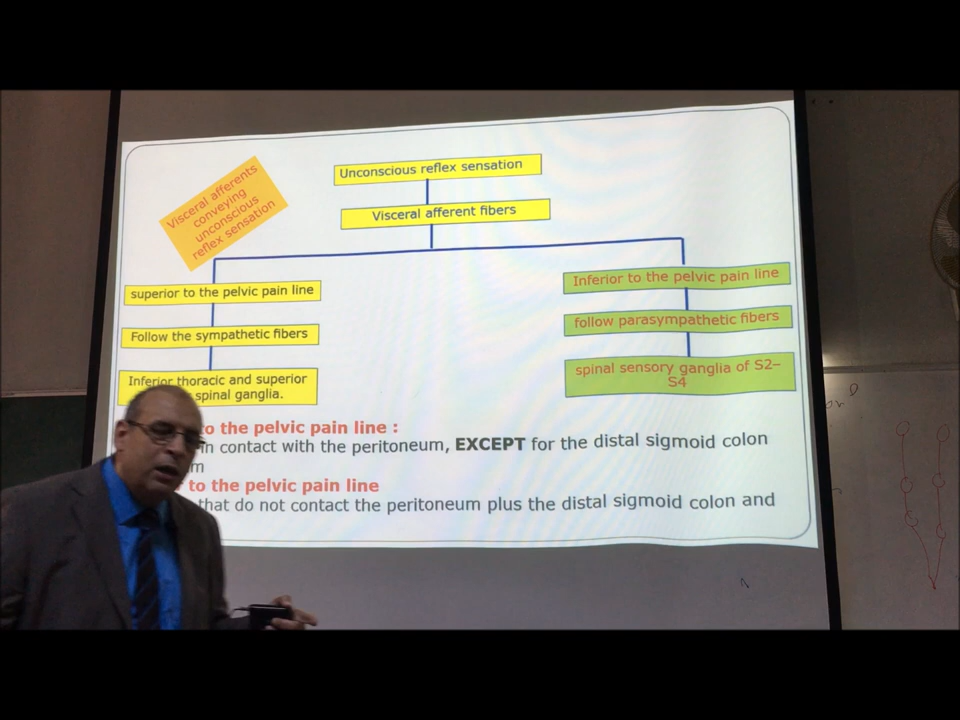 Unconscious reflex sensation
Visceral afferents
conveying
unconscious
reflex sensation
Visceral afferent fibers
superior to the pelvic pain line
Inferior to the pelvic pain line
Follow the sympathetic fibers
follow parasympathetic fibers
Inferior thoracic and superior
spinal ganglia.
spinal sensory ganglia of S2–
S4
to the pelvic pain line :
in contact with the peritoneum, EXCEPT for the distal sigmoid colon
to the pelvic pain line
that do not contact the peritoneum plus the distal sigmoid colon and